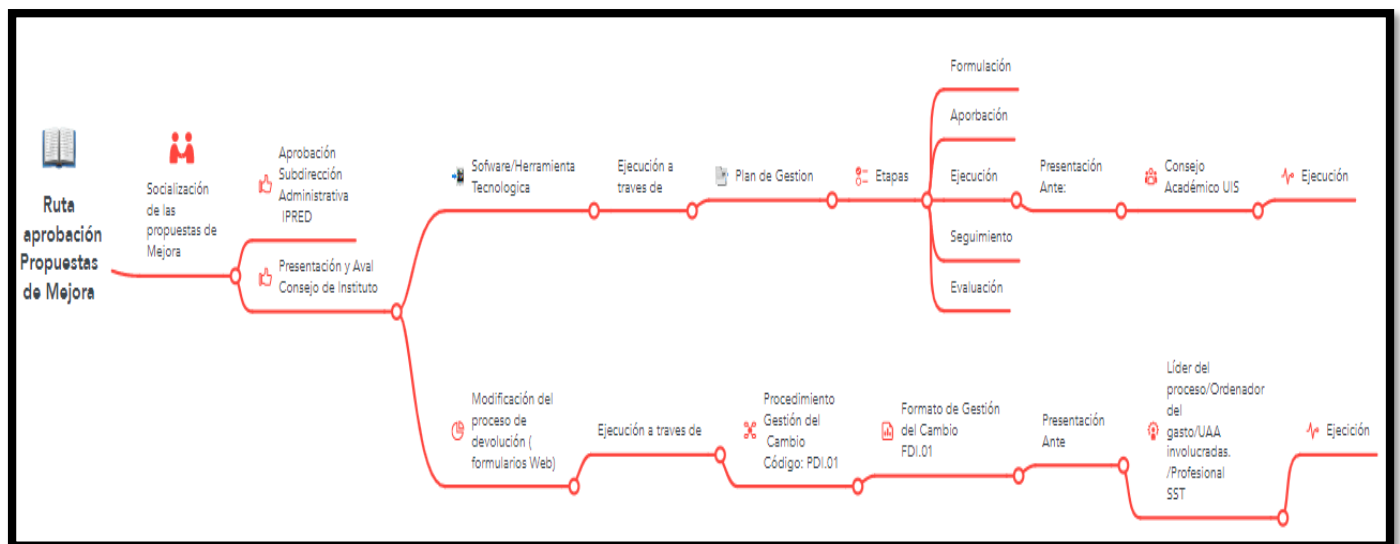 Ruta
aprobación
Propuestas
de Mejora
Socialización
de las
propuestas de
Mejora
Aprobación
Subdirección
Administrativa
IPRED
Presentación y Aval
Consejo de Instituto
Sofware/Herramienta
Tecnologica
Ejecución a
traves de
Plan de Gestion
Etapas
Formulación
Aporbación
Ejecución
Seguimiento
Evaluación
Presentación
Ante:
Consejo
Académico UIS
Ejecución
Modificación del
proceso de
devolución (
formularios Web)
Ejecución a traves de
Procedimiento
Gestión del
Cambio
Código: PDI.01
Formato de Gestión
del Cambio
FDI.01
Presentación
Ante
Líder del
proceso/Ordenador
del
gasto/UAA
involucradas.
/Profesional
SST
Ejecición